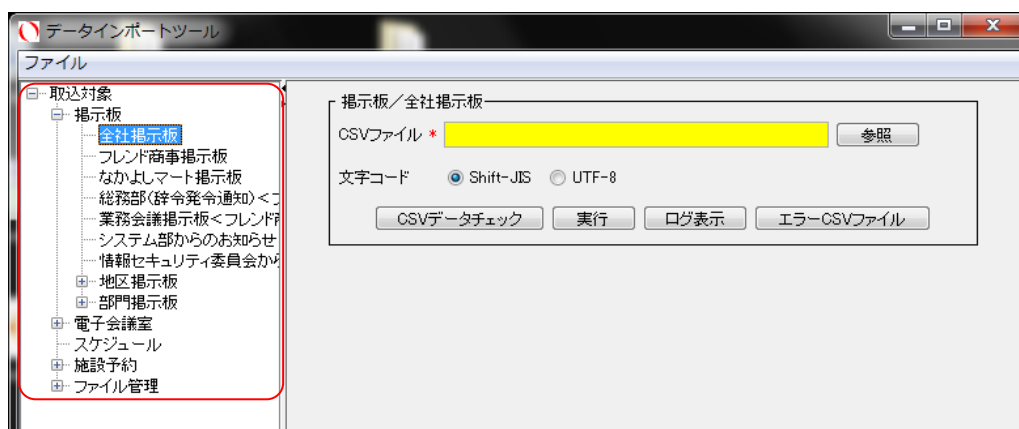 データインポートツール
ファイル
取込対象
掲示板
全社掲示板
フレンド商事掲示板
なかよしマート掲示板
総務部(辞令発令通知)<フ
業務会議掲示板<フレンド商
システム部からのお知らせ
情報セキュリティ委員会から
地区掲示板
部門掲示板
電子会議室
スケジュール
施設予約
ファイル管理
掲示板/全社掲示板
CSVファイル * 参照
文字コード Shift-JIS UTF-8
CSVデータチェック 実行 ログ表示 エラーCSVファイル